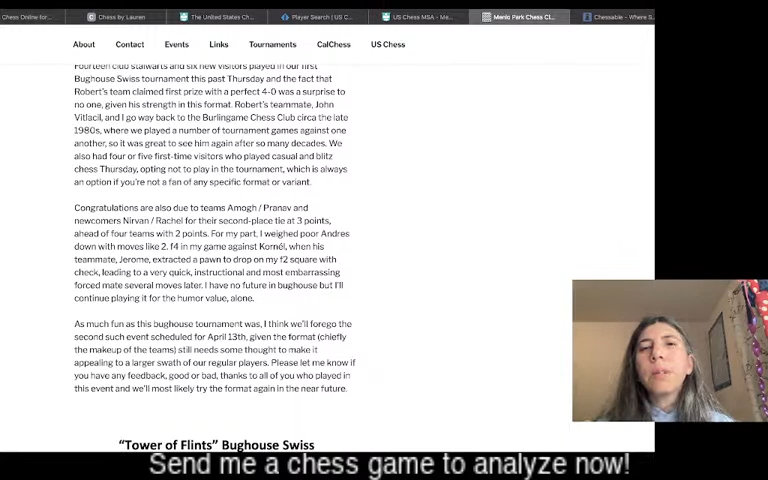 Chess Online for...
Chess by Lauren
The United States Ch...
Player Search | US C...
US Chess MSA - Me...
Menlo Park Chess Cl...
Chessable - Where S...
About Contact Events Links Tournaments CalChess US Chess
Fourteen club stalwarts and six new visitors played in our first
Bughouse Swiss tournament this past Thursday and the fact that
Robert's team claimed first prize with a perfect 4-0 was a surprise to
no one, given his strength in this format. Robert's teammate, John
Vitlacil, and I go way back to the Burlingame Chess Club circa the late
1980s, where we played a number of tournament games against one
another, so it was great to see him again after so many decades. We
also had four or five first-time visitors who played casual and blitz
chess Thursday, opting not to play in the tournament, which is always
an option if you're not a fan of any specific format or variant.
Congratulations are also due to teams Amogh / Pranav and
newcomers Nirvan / Rachel for their second-place tie at 3 points,
ahead of four teams with 2 points. For my part, I weighed poor Andres
down with moves like 2. f4 in my game against Kornél, when his
teammate, Jerome, extracted a pawn to drop on my f2 square with
check, leading to a very quick, instructional and most embarrassing
forced mate several moves later. I have no future in bughouse but I'll
continue playing it for the humor value, alone.
As much fun as this bughouse tournament was, I think we'll forego the
second such event scheduled for April 13th, given the format (chiefly
the makeup of the teams) still needs some thought to make it
appealing to a larger swath of our regular players. Please let me know if
you have any feedback, good or bad, thanks to all of you who played in
this event and we'll most likely try the format again in the near future.
"Tower of Flints" Bughouse Swiss
Send me a chess game to analyze now!